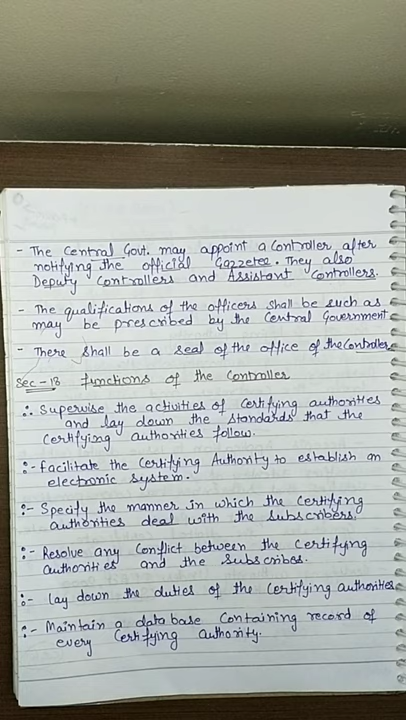 - The Central Govt. may appoint a Controller after
notifying the official Gazzetee. They also
Deputy Controllers and Assistant Controllers.
- The qualifications of the officers shall be such as
may be prescribed by the Central Government
- There shall be a seal of the office of the Controller
Sec-18 functions of the Controller
∴ Supervise the activities of Certifying authorities
and lay down the standards that the
Certifying authorities follow.
:- facilitate the Certifying Authority to establish an
electronic system.
:- Specify the manner in which the Certifying
authorities deal with the subscribers.
:- Resolve any Conflict between the Certifying
authorities and the subscribes.
:- lay down the duties of the Certifying authorities
:- Maintain a data base Containing record of
every Certifying authority.